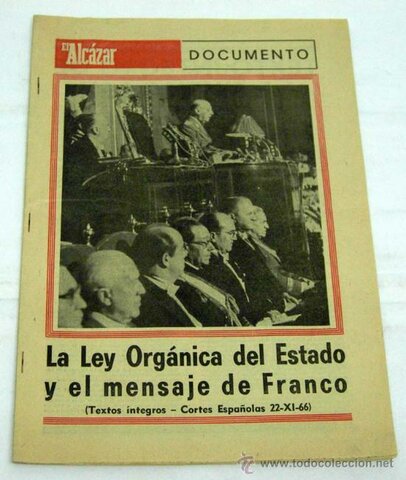 El Alcázar
DOCUMENTO
La Ley Orgánica del Estado
y el mensaje de Franco
(Textos íntegros - Cortes Españolas 22-XI-66)
© www.todocoleccion.net